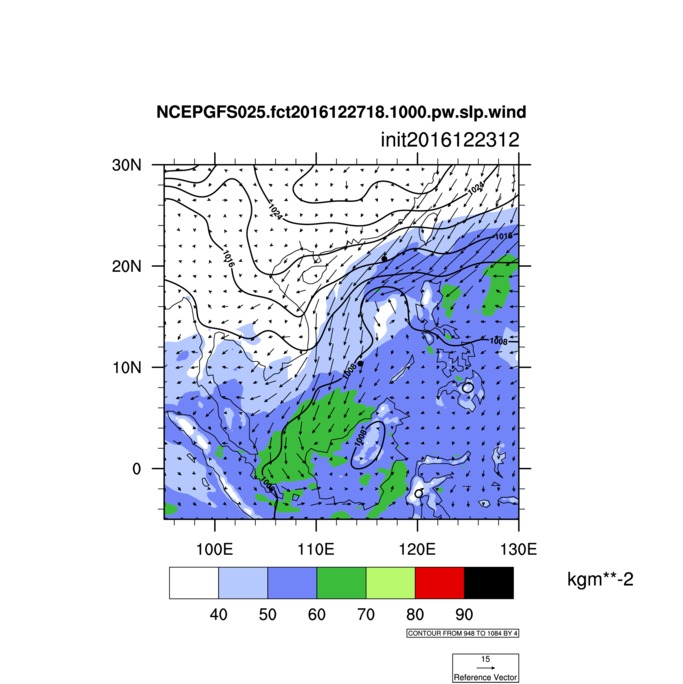 NCEPGFS025.fct2016122718.1000.pw.slp.wind
init2016122312
30N
1024
1024
1016
1016
20N
1008
10N
1008
1008
0
1008
100E 110E 120E 130E
kgm**-2
40 50 60 70 80 90
CONTOUR FROM 948 TO 1084 BY 4
15
Reference Vector